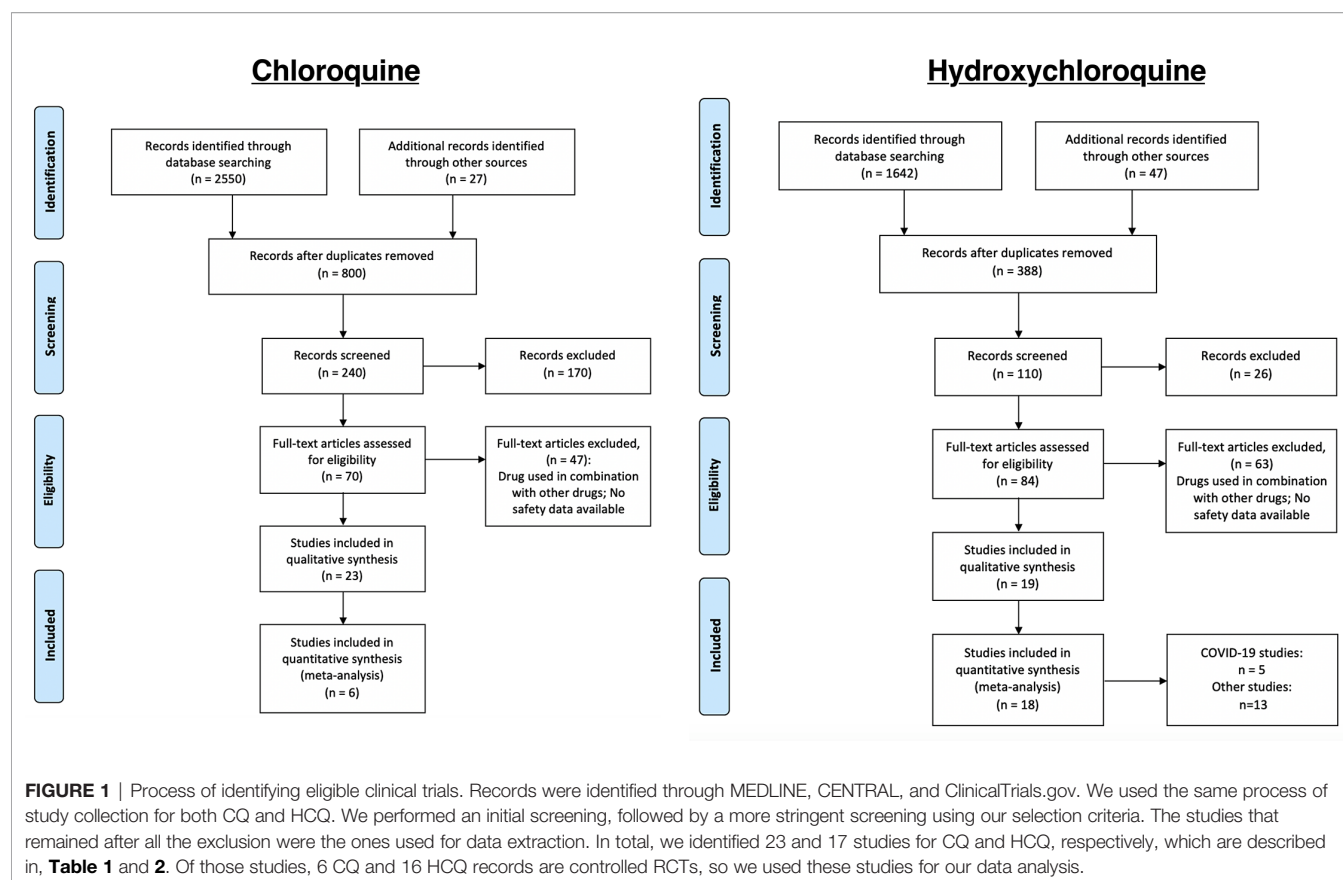 Chloroquine
Identification
Records identified through
database searching
(n = 2550)
Additional records identified
through other sources
(n = 27)
Records after duplicates removed
(n = 800)
Screening
Records screened
(n = 240)
Records excluded
(n = 170)
Eligibility
Full-text articles assessed
for eligibility
(n = 70)
Full-text articles excluded,
(n = 47):
Drug used in combination
with other drugs; No
safety data available
Studies included in
qualitative synthesis
(n = 23)
Included
Studies included in
quantitative synthesis
(meta-analysis)
(n = 6)
Hydroxychloroquine
Identification
Records identified through
database searching
(n = 1642)
Additional records identified
through other sources
(n = 47)
Records after duplicates removed
(n = 388)
Screening
Records screened
(n = 110)
Records excluded
(n = 26)
Eligibility
Full-text articles assessed
for eligibility
(n = 84)
Full-text articles excluded,
(n = 63)
Drugs used in combination
with other drugs; No
safety data available
Studies included in
qualitative synthesis
(n = 19)
Included
Studies included in
quantitative synthesis
(meta-analysis)
(n = 18)
COVID-19 studies:
n = 5
Other studies:
n=13
FIGURE 1 | Process of identifying eligible clinical trials. Records were identified through MEDLINE, CENTRAL, and ClinicalTrials.gov. We used the same process of
study collection for both CQ and HCQ. We performed an initial screening, followed by a more stringent screening using our selection criteria. The studies that
remained after all the exclusion were the ones used for data extraction. In total, we identified 23 and 17 studies for CQ and HCQ, respectively, which are described
in, Table 1 and 2. Of those studies, 6 CQ and 16 HCQ records are controlled RCTs, so we used these studies for our data analysis.